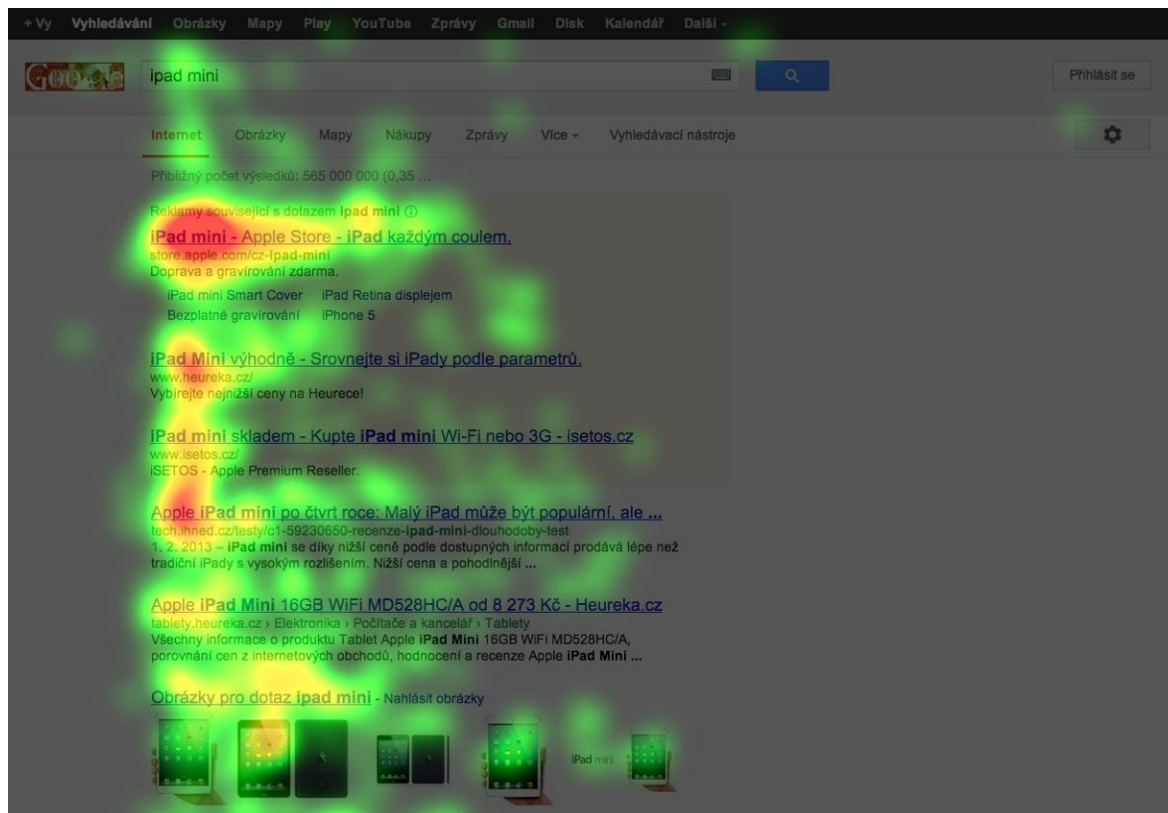 + Vy Vyhledávání Obrázky Mapy Play YouTube Zprávy Gmail Disk Kalendář Další
Google
ipad mini
Přihlásit se
Internet Obrázky Mapy Nákupy Zprávy Více Vyhledávací nástroje
Přibližný počet výsledků: 565 000 000 (0,35 ...
Reklamy související s dotazem ipad mini
iPad mini - Apple Store - iPad každým coulem.
store.apple.com/cz-ipad-mini
Doprava a gravírování zdarma.
iPad mini Smart Cover iPad Retina displejem
Bezplatné gravírování iPhone 5
iPad Mini výhodně - Srovnejte si iPady podle parametrů.
www.heureka.cz/
Vybírejte nejnižší ceny na Heurece!
iPad mini skladem - Kupte iPad mini Wi-Fi nebo 3G - isetos.cz
www.isetos.cz/
iSETOS - Apple Premium Reseller.
Apple iPad mini po čtvrt roce: Malý iPad může být populární, ale ...
tech.ihned.cz/testy/c1-59230650-recenze-ipad-mini-dlouhodoby-test
1. 2. 2013 – iPad mini se díky nižší ceně podle dostupných informací prodává lépe než
tradiční iPady s vysokým rozlišením. Nižší cena a pohodlnější ...
Apple iPad Mini 16GB WiFi MD528HC/A od 8 273 Kč - Heureka.cz
tablety.heureka.cz › Elektronika › Počítače a kancelář › Tablety
Všechny informace o produktu Tablet Apple iPad Mini 16GB WiFi MD528HC/A,
porovnání cen z internetových obchodů, hodnocení a recenze Apple iPad Mini ...
Obrázky pro dotaz ipad mini - Nahlásit obrázky
iPad mini